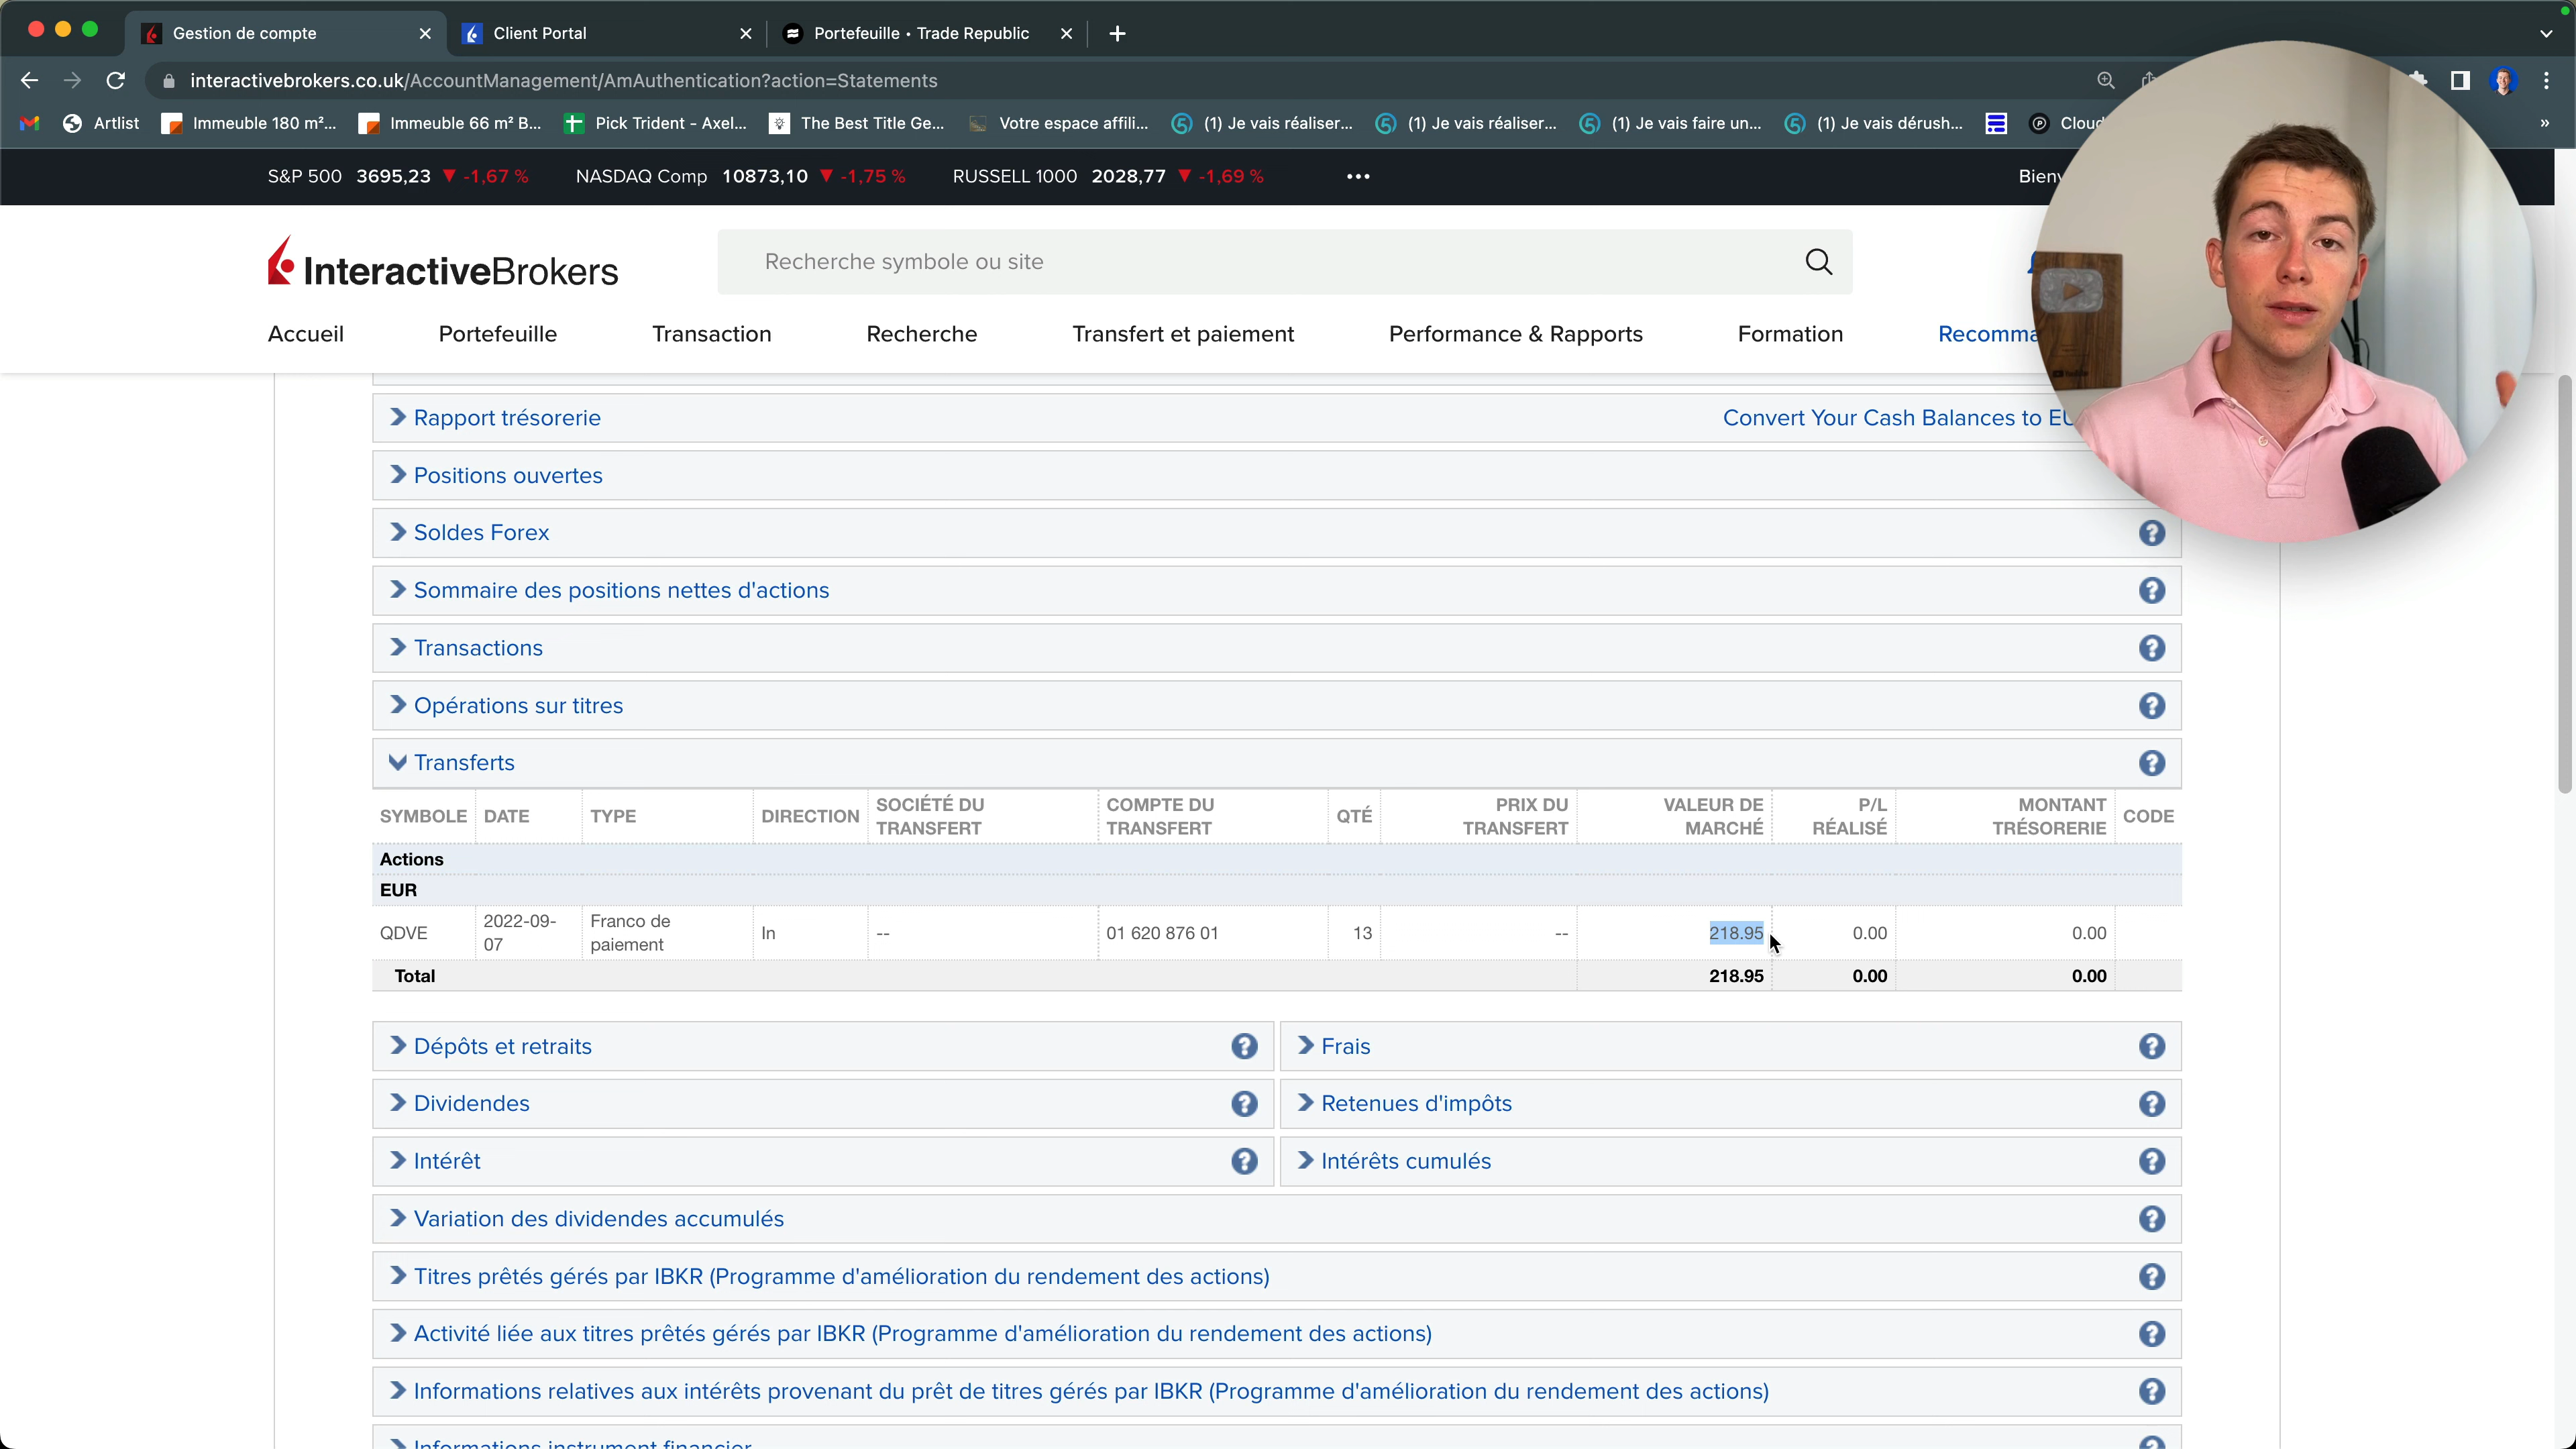 Gestion de compte
Client Portal
Portefeuille • Trade Republic
interactivebrokers.co.uk/AccountManagement/AmAuthentication?action=Statements
Artlist
Immeuble 180 m²...
Immeuble 66 m² B...
Pick Trident - Axel...
The Best Title Ge...
Votre espace affili...
(1) Je vais réaliser...
(1) Je vais réaliser...
(1) Je vais faire un...
(1) Je vais dérush...
Cloud
S&P 500 3695,23 ▼ -1,67 %
NASDAQ Comp 10873,10 ▼ -1,75 %
RUSSELL 1000 2028,77 ▼ -1,69 %
•••
Bienv
InteractiveBrokers
Recherche symbole ou site
Accueil
Portefeuille
Transaction
Recherche
Transfert et paiement
Performance & Rapports
Formation
Recomma
Rapport trésorerie
Convert Your Cash Balances to EU
Positions ouvertes
Soldes Forex
Sommaire des positions nettes d'actions
Transactions
Opérations sur titres
Transferts
SYMBOLE DATE TYPE DIRECTION SOCIÉTÉ DU TRANSFERT COMPTE DU TRANSFERT QTÉ PRIX DU TRANSFERT VALEUR DE MARCHÉ P/L RÉALISÉ MONTANT TRÉSORERIE CODE
Actions
EUR
QDVE 2022-09-07 Franco de paiement In -- 01 620 876 01 13 -- 218.95 0.00 0.00
Total 218.95 0.00 0.00
Dépôts et retraits
Frais
Dividendes
Retenues d'impôts
Intérêt
Intérêts cumulés
Variation des dividendes accumulés
Titres prêtés gérés par IBKR (Programme d'amélioration du rendement des actions)
Activité liée aux titres prêtés gérés par IBKR (Programme d'amélioration du rendement des actions)
Informations relatives aux intérêts provenant du prêt de titres gérés par IBKR (Programme d'amélioration du rendement des actions)
Informations instrument financier